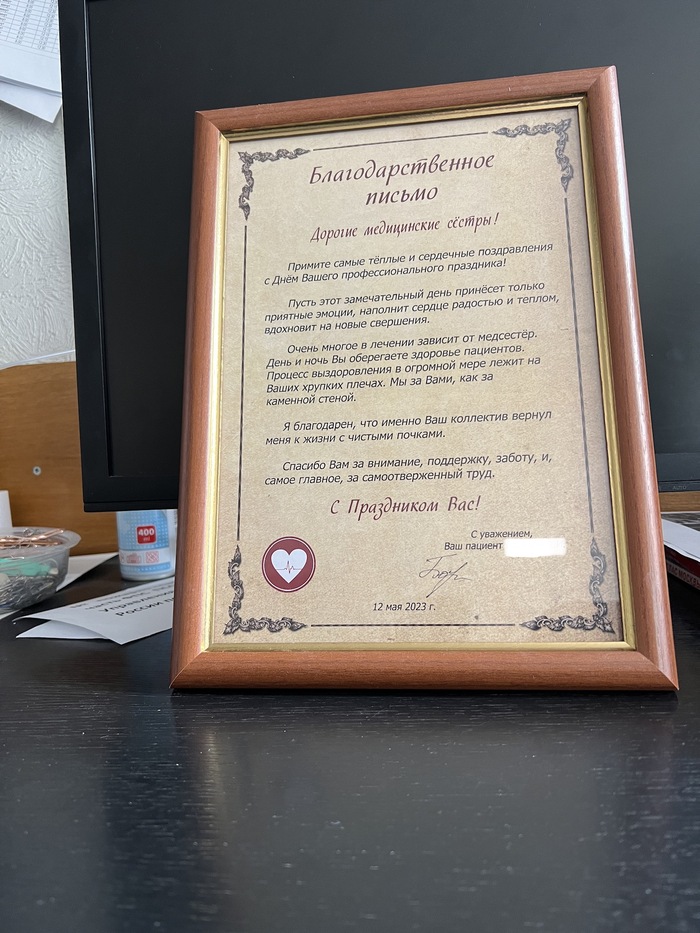 Благодарственное
письмо
Дорогие медицинские сёстры!
Примите самые тёплые и сердечные поздравления
с Днём Вашего профессионального праздника!
Пусть этот замечательный день принёсет только
приятные эмоции, наполнит сердце радостью и теплом,
вдохновит на новые свершения.
Очень многое в лечении зависит от медсестёр.
День и ночь Вы оберегаете здоровье пациентов.
Процесс выздоровления в огромной мере лежит на
Ваших хрупких плечах. Мы за Вами, как за
каменной стеной.
Я благодарен, что именно Ваш коллектив вернул
меня к жизни с чистыми почками.
Спасибо Вам за внимание, поддержку, заботу, и,
самое главное, за самоотверженный труд.
С Праздником Вас!
С уважением,
Ваш пациент
12 мая 2023 г.
400
ml
Управлени
России